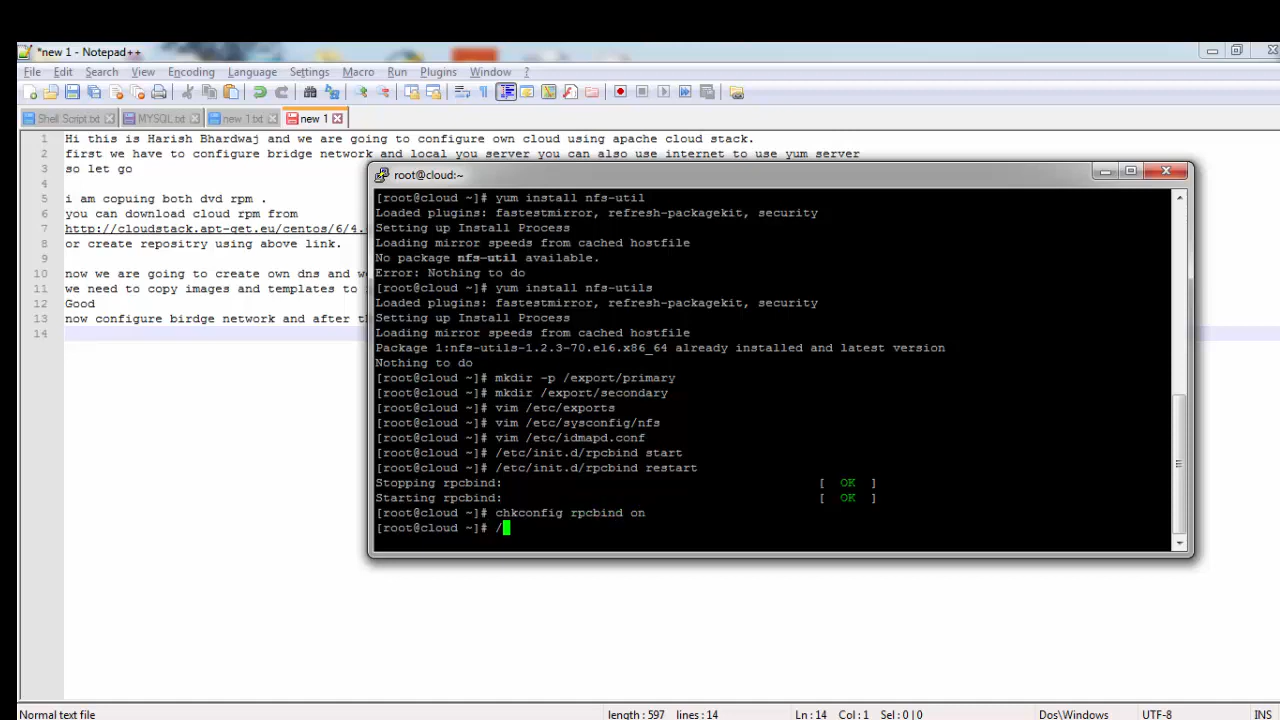 *new 1 - Notepad++
File Edit Search View Encoding Language Settings Macro Run Plugins Window ?
Shell Script.txt MYSQL.txt new 1.txt new 1
1 Hi this is Harish Bhardwaj and we are going to configure own cloud using apache cloud stack.
2 first we have to configure bridge network and local you server you can also use internet to use yum server
3 so let go
4
5 i am copuing both dvd rpm .
6 you can download cloud rpm from
7 http://cloudstack.apt-get.eu/centos/6/4.
8 or create repositry using above link.
9
10 now we are going to create own dns and w
11 we need to copy images and templates to
12 Good
13 now configure birdge network and after t
14
root@cloud:~
[root@cloud ~]# yum install nfs-util
Loaded plugins: fastestmirror, refresh-packagekit, security
Setting up Install Process
Loading mirror speeds from cached hostfile
No package nfs-util available.
Error: Nothing to do
[root@cloud ~]# yum install nfs-utils
Loaded plugins: fastestmirror, refresh-packagekit, security
Setting up Install Process
Loading mirror speeds from cached hostfile
Package 1:nfs-utils-1.2.3-70.el6.x86_64 already installed and latest version
Nothing to do
[root@cloud ~]# mkdir -p /export/primary
[root@cloud ~]# mkdir /export/secondary
[root@cloud ~]# vim /etc/exports
[root@cloud ~]# vim /etc/sysconfig/nfs
[root@cloud ~]# vim /etc/idmapd.conf
[root@cloud ~]# /etc/init.d/rpcbind start
[root@cloud ~]# /etc/init.d/rpcbind restart
Stopping rpcbind: [ OK ]
Starting rpcbind: [ OK ]
[root@cloud ~]# chkconfig rpcbind on
[root@cloud ~]# /
Normal text file length : 597 lines : 14 Ln : 14 Col : 1 Sel : 0 | 0 Dos\Windows UTF-8 INS